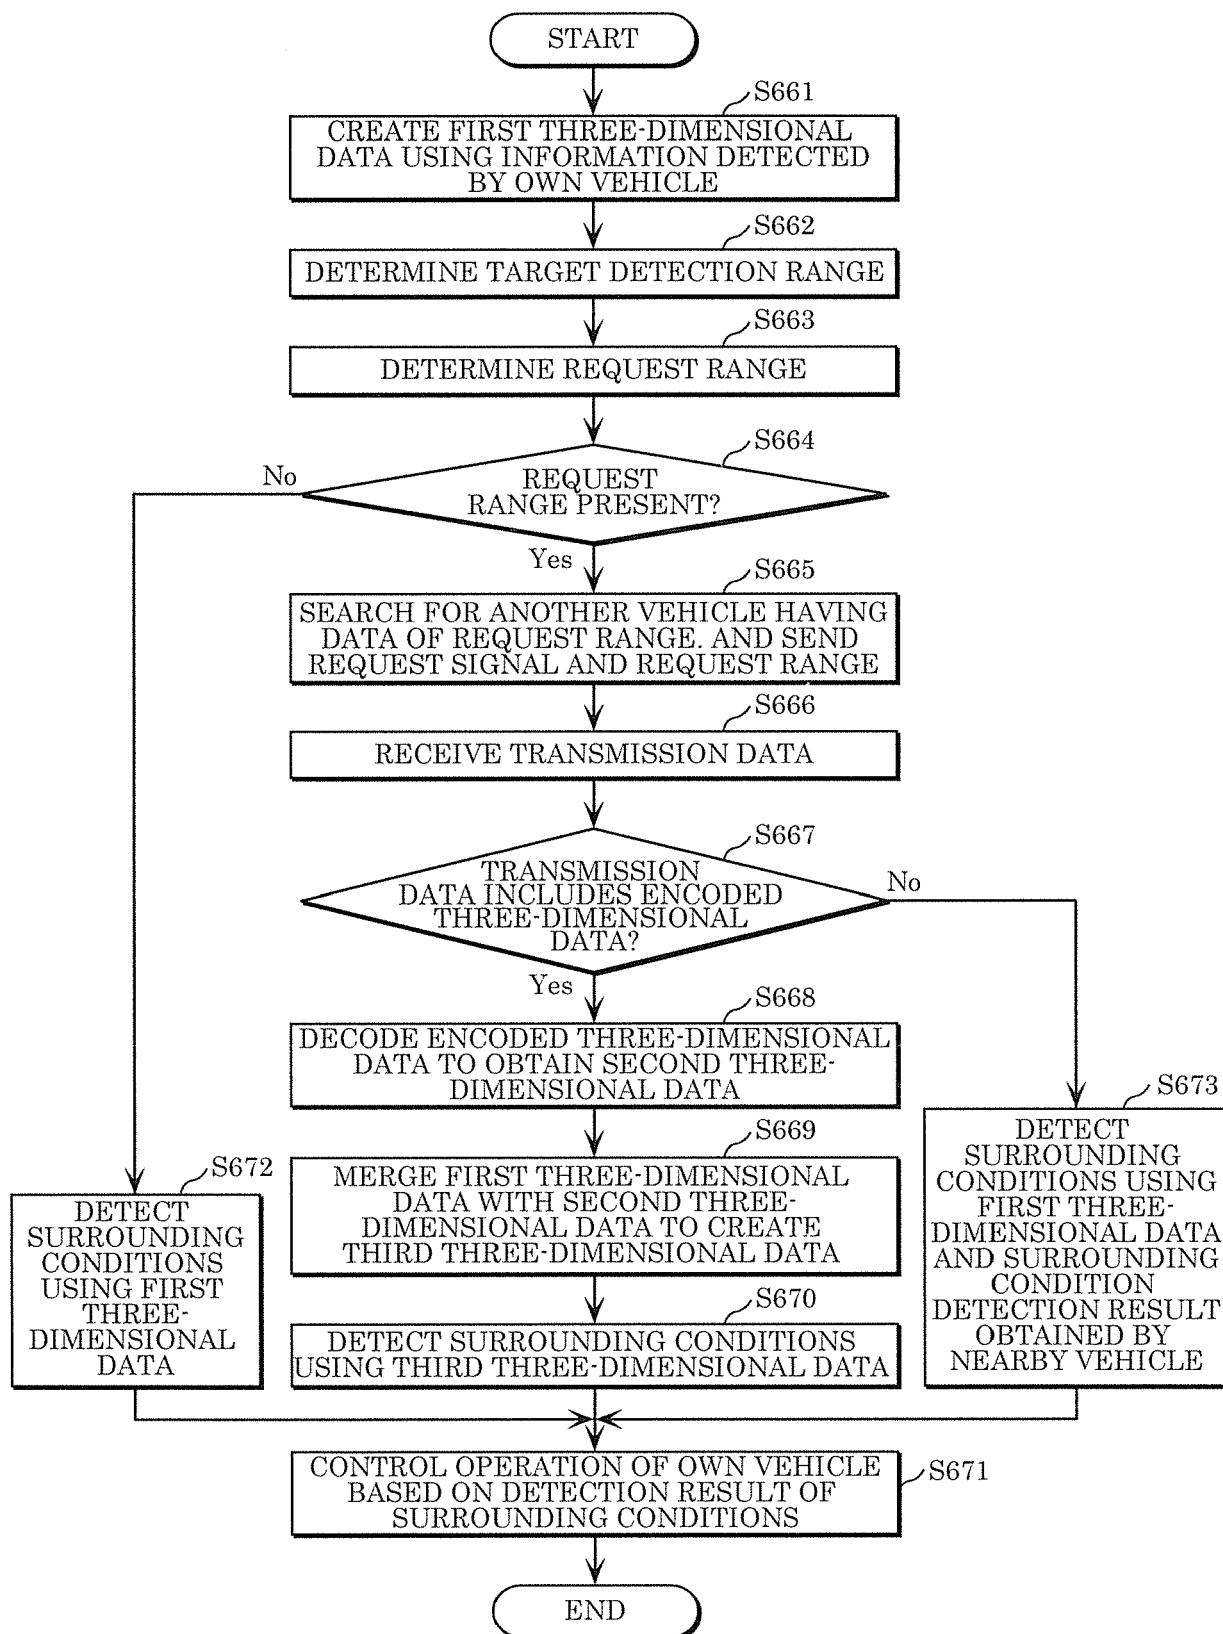 START
S661
CREATE FIRST THREE-DIMENSIONAL
DATA USING INFORMATION DETECTED
BY OWN VEHICLE
S662
DETERMINE TARGET DETECTION RANGE
S663
DETERMINE REQUEST RANGE
S664
No
REQUEST
RANGE PRESENT?
Yes
S665
SEARCH FOR ANOTHER VEHICLE HAVING
DATA OF REQUEST RANGE. AND SEND
REQUEST SIGNAL AND REQUEST RANGE
S666
RECEIVE TRANSMISSION DATA
S667
TRANSMISSION
DATA INCLUDES ENCODED
THREE-DIMENSIONAL
DATA?
No
Yes
S668
DECODE ENCODED THREE-DIMENSIONAL
DATA TO OBTAIN SECOND THREE-
DIMENSIONAL DATA
S669
MERGE FIRST THREE-DIMENSIONAL
DATA WITH SECOND THREE-
DIMENSIONAL DATA TO CREATE
THIRD THREE-DIMENSIONAL DATA
S670
DETECT SURROUNDING CONDITIONS
USING THIRD THREE-DIMENSIONAL DATA
S672
DETECT
SURROUNDING
CONDITIONS
USING FIRST
THREE-
DIMENSIONAL
DATA
S673
DETECT
SURROUNDING
CONDITIONS USING
FIRST THREE-
DIMENSIONAL DATA
AND SURROUNDING
CONDITION
DETECTION RESULT
OBTAINED BY
NEARBY VEHICLE
S671
CONTROL OPERATION OF OWN VEHICLE
BASED ON DETECTION RESULT OF
SURROUNDING CONDITIONS
END